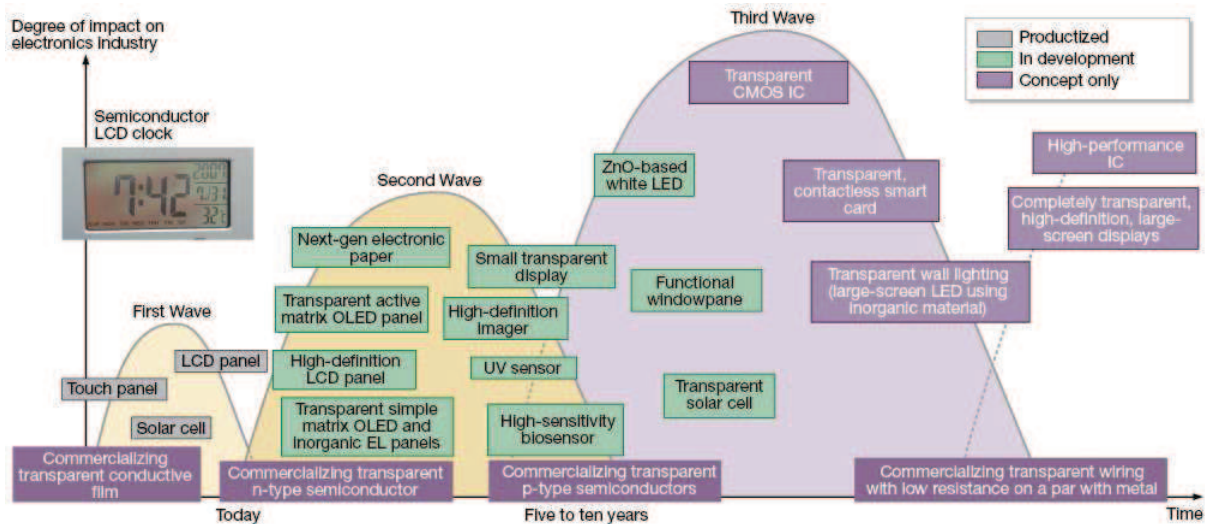 Degree of impact on
electronics industry
Semiconductor
LCD clock
2007
7:42
7.31
32℃
First Wave
Touch panel
LCD panel
Solar cell
Second Wave
Next-gen electronic
paper
Transparent active
matrix OLED panel
High-definition
LCD panel
Transparent simple
matrix OLED and
inorganic EL panels
Small transparent
display
High-definition
imager
UV sensor
High-sensitivity
biosensor
Third Wave
Transparent
CMOS IC
ZnO-based
white LED
Transparent,
contactless smart
card
Functional
windowpane
Transparent wall lighting
(large-screen LED using
inorganic material)
Transparent
solar cell
Productized
In development
Concept only
High-performance
IC
Completely transparent,
high-definition, large-
screen displays
Commercializing
transparent conductive
film
Commercializing transparent
n-type semiconductor
Commercializing transparent
p-type semiconductors
Commercializing transparent wiring
with low resistance on a par with metal
Today
Five to ten years
Time